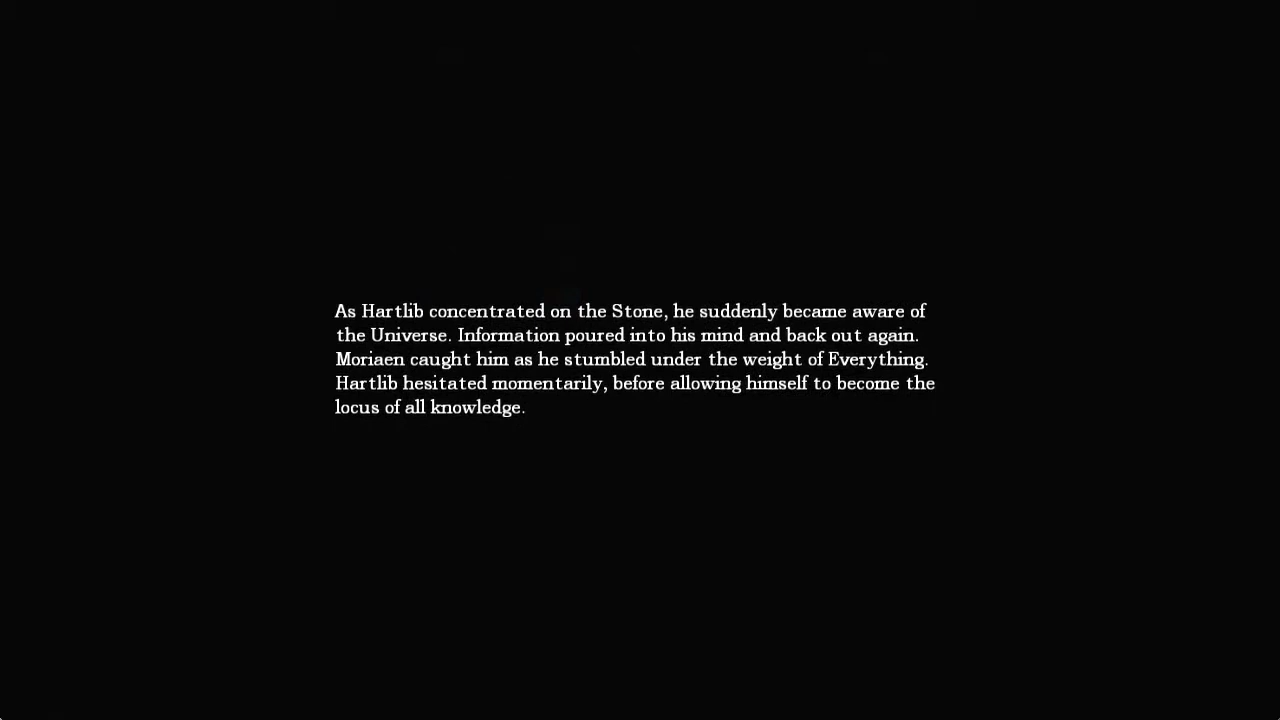 As Hartlib concentrated on the Stone, he suddenly became aware of
the Universe. Information poured into his mind and back out again.
Moriaen caught him as he stumbled under the weight of Everything.
Hartlib hesitated momentarily, before allowing himself to become the
locus of all knowledge.